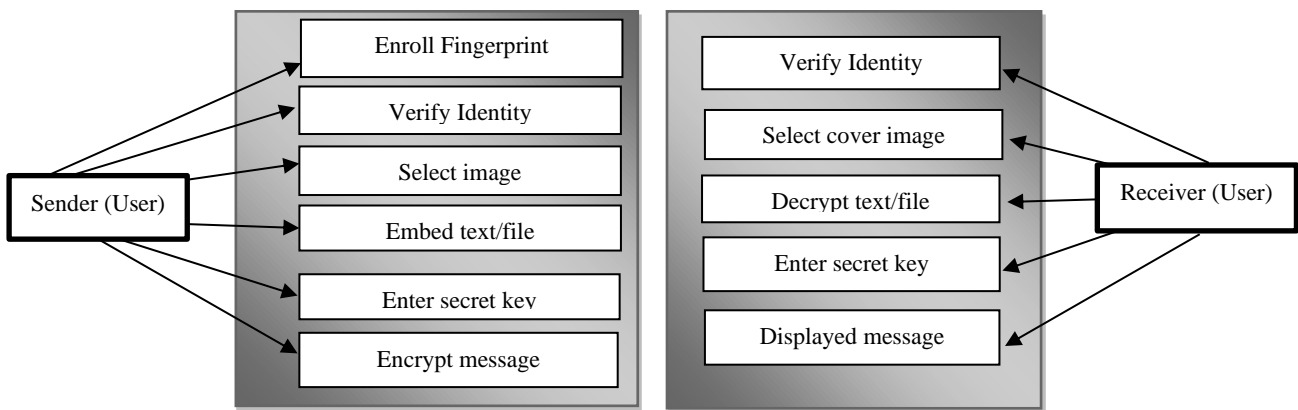 Sender (User)
Enroll Fingerprint
Verify Identity
Select image
Embed text/file
Enter secret key
Encrypt message
Verify Identity
Select cover image
Decrypt text/file
Enter secret key
Displayed message
Receiver (User)